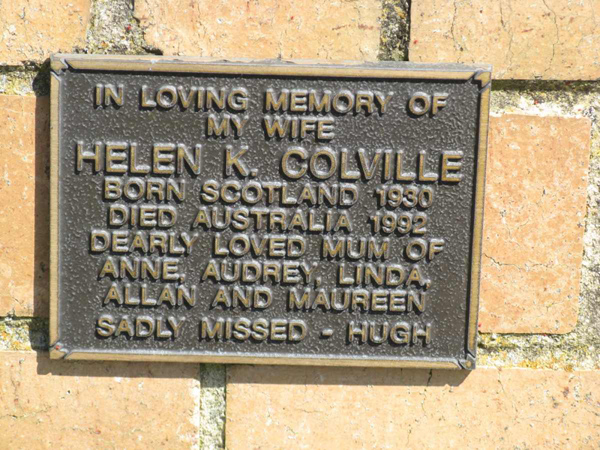 IN LOVING MEMORY OF
MY WIFE
HELEN K. COLVILLE
BORN SCOTLAND 1930
DIED AUSTRALIA 1992
DEARLY LOVED MUM OF
ANNE, AUDREY, LINDA,
ALLAN AND MAUREEN
SADLY MISSED - HUGH